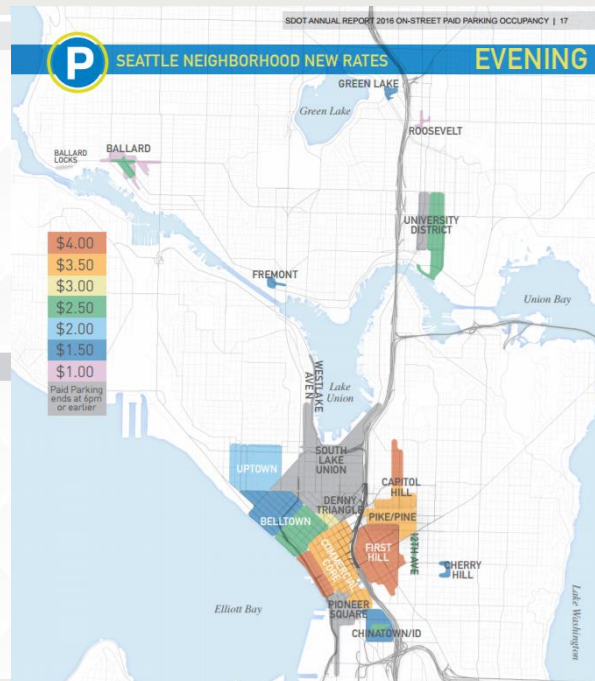 SDOT ANNUAL REPORT 2016 ON-STREET PAID PARKING OCCUPANCY | 17
P
SEATTLE NEIGHBORHOOD NEW RATES
EVENING
GREEN LAKE
Green Lake
ROOSEVELT
BALLARD
BALLARD
LOCKS
UNIVERSITY
DISTRICT
$4.00
$3.50
$3.00
$2.50
$2.00
$1.50
$1.00
Paid Parking
ends at 6pm
or earlier
FREMONT
Union Bay
WESTLAKE
AVE N
Lake
Union
SOUTH
LAKE
UNION
UPTOWN
CAPITOL
HILL
DENNY
TRIANGLE
PIKE/PINE
BELLTOWN
COMMERCIAL
CORE
FIRST
HILL
12TH AVE
CHERRY
HILL
PIONEER
SQUARE
CHINATOWN/ID
Elliott Bay
Lake Washington